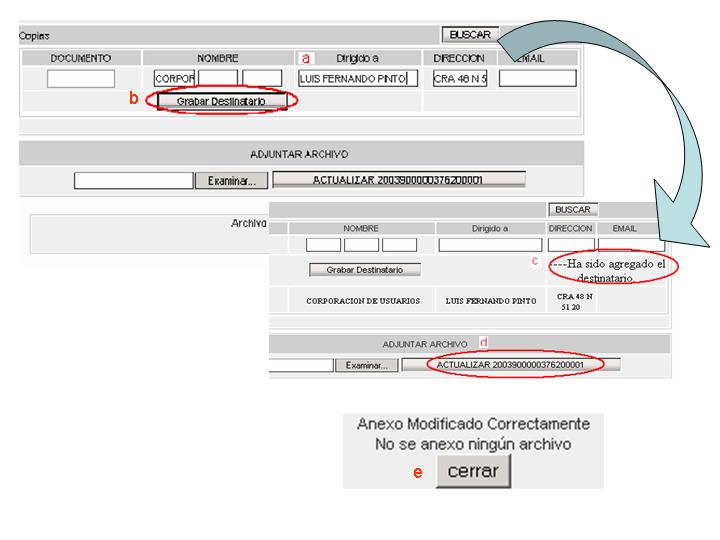 Copias BUSCAR
DOCUMENTO NOMBRE a Dirigido a DIRECCION EMAIL
CORPOR LUIS FERNANDO PINTO CRA 48 N 5
b Grabar Destinatario
ADJUNTAR ARCHIVO
Examinar... ACTUALIZAR 2003900000376200001
Archivo
BUSCAR
NOMBRE Dirigido a DIRECCION EMAIL
Grabar Destinatario c ----Ha sido agregado el
destinatario.
CORPORACION DE USUARIOS LUIS FERNANDO PINTO CRA 48 N
51 20
ADJUNTAR ARCHIVO d
Examinar... ACTUALIZAR 2003900000376200001
Anexo Modificado Correctamente
No se anexo ningún archivo
e cerrar